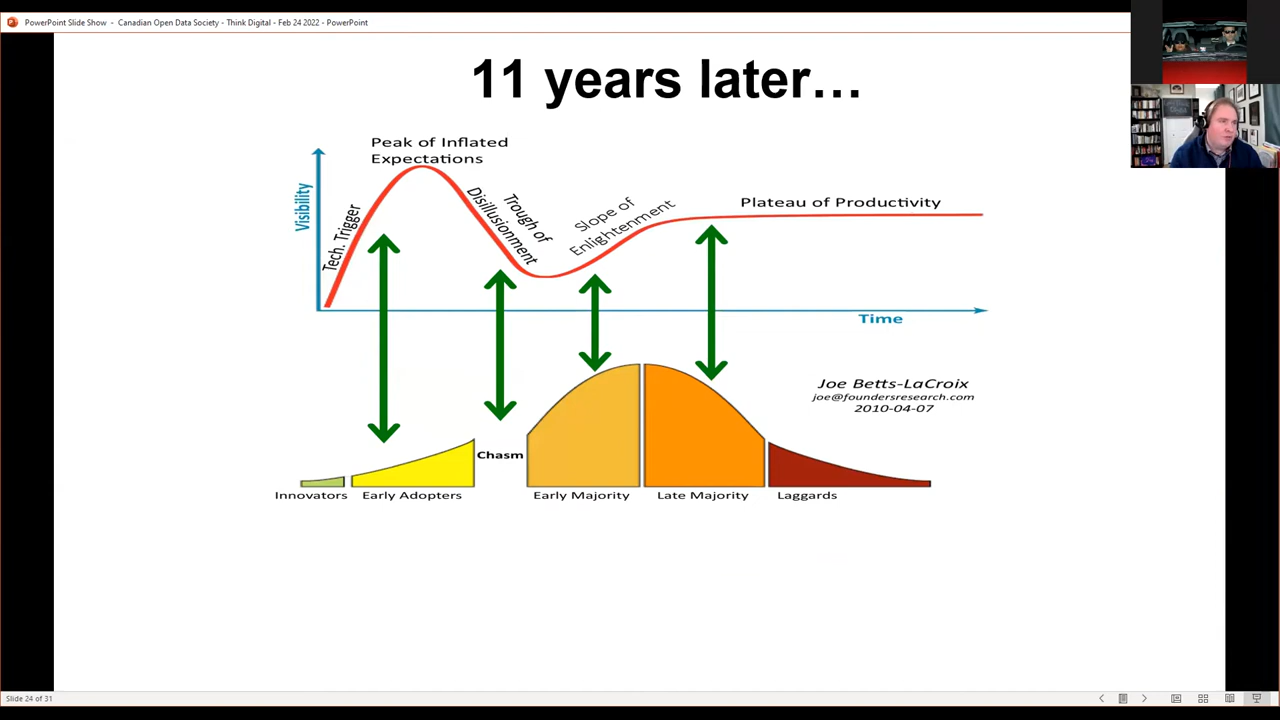 PowerPoint Slide Show - Canadian Open Data Society - Think Digital - Feb 24 2022 - PowerPoint
11 years later…
Peak of Inflated
Expectations
Visibility
Tech. Trigger
Trough of
Disillusionment
Slope of
Enlightenment
Plateau of Productivity
Time
Joe Betts-LaCroix
joe@foundersresearch.com
2010-04-07
Chasm
Innovators
Early Adopters
Early Majority
Late Majority
Laggards
Slide 24 of 31